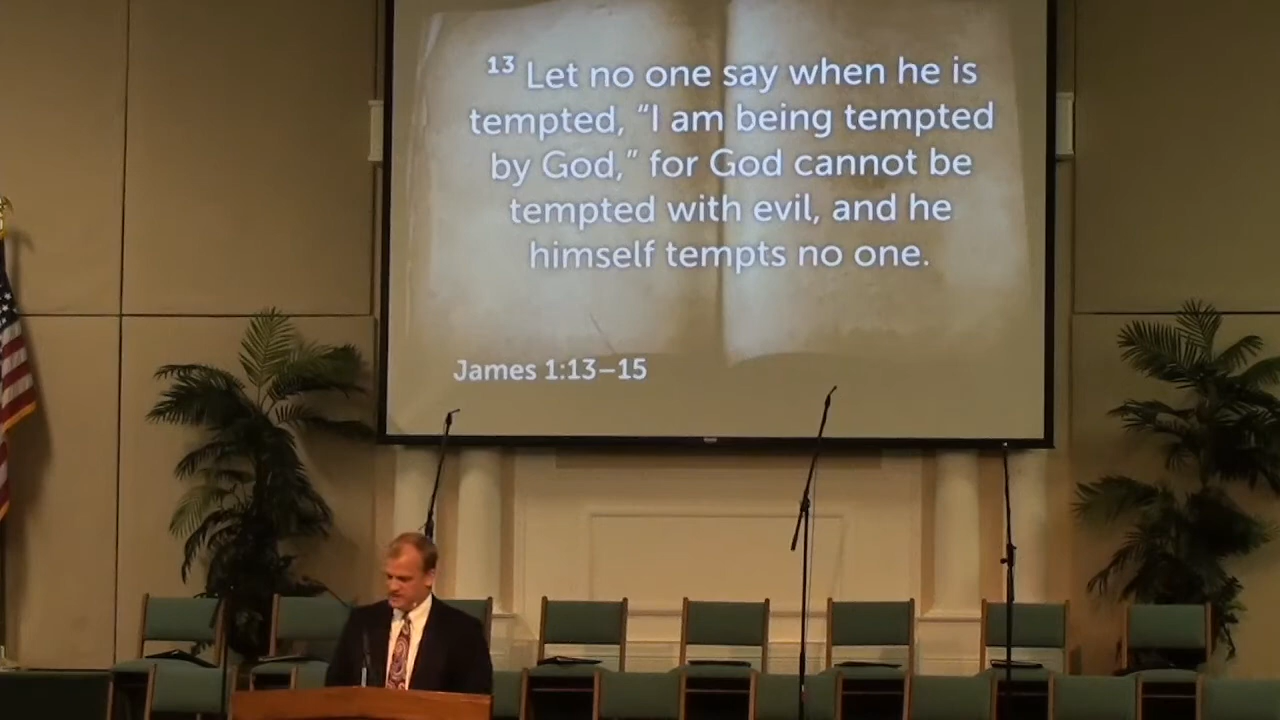 ¹³ Let no one say when he is
tempted, “I am being tempted
by God,” for God cannot be
tempted with evil, and he
himself tempts no one.
James 1:13–15